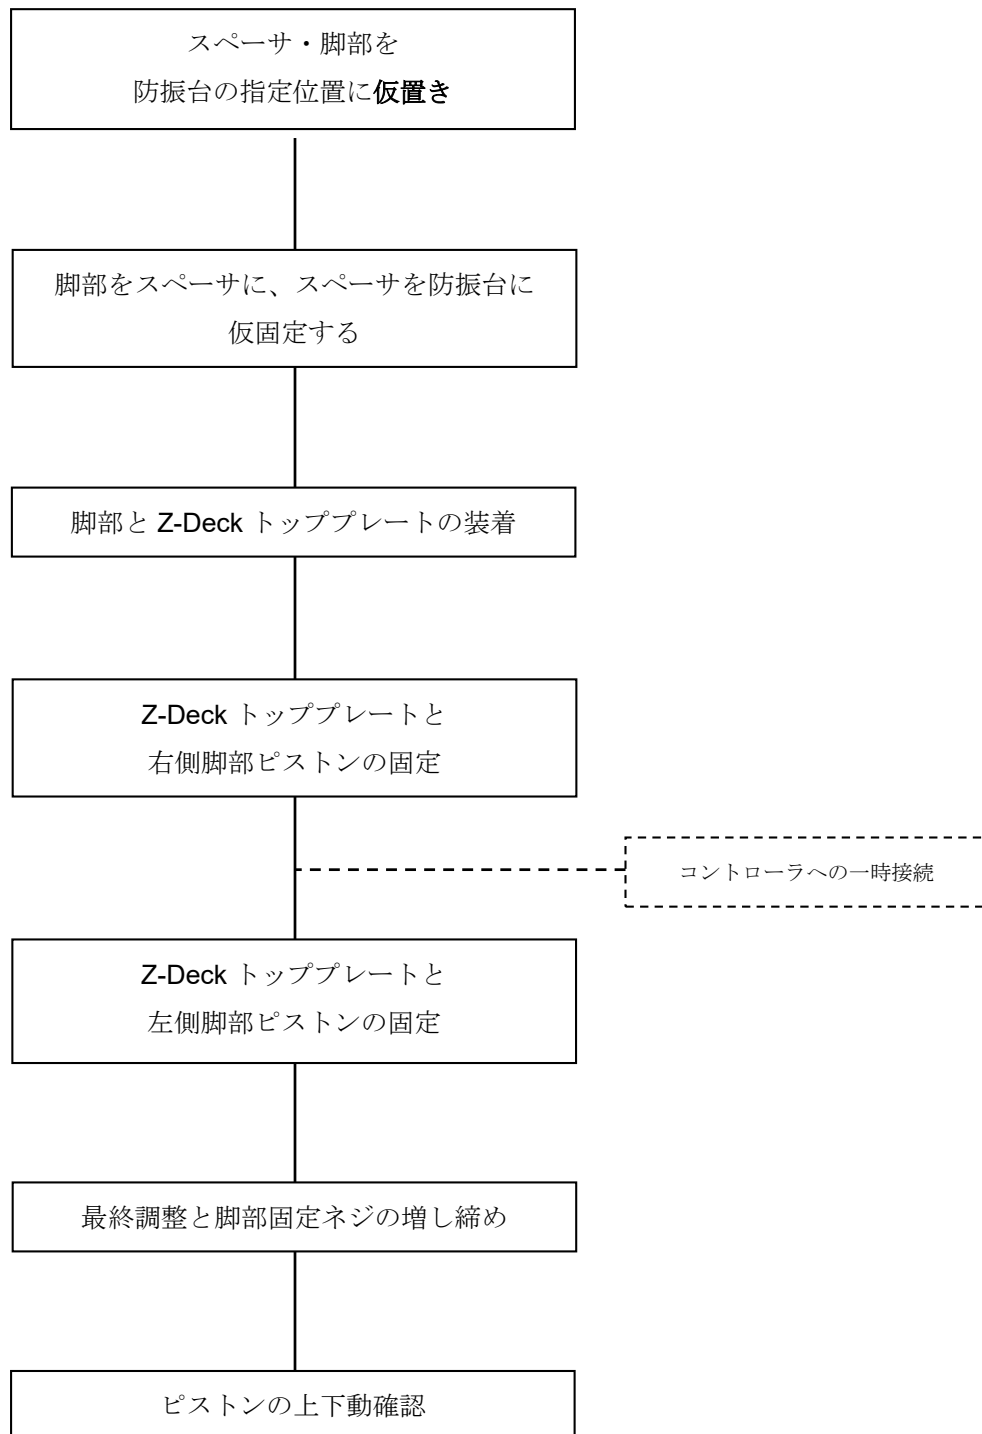 スペーサ・脚部を
防振台の指定位置に仮置き
脚部をスペーサに、スペーサを防振台に
仮固定する
脚部と Z-Deck トッププレートの装着
Z-Deck トッププレートと
右側脚部ピストンの固定
コントローラへの一時接続
Z-Deck トッププレートと
左側脚部ピストンの固定
最終調整と脚部固定ネジの増し締め
ピストンの上下動確認